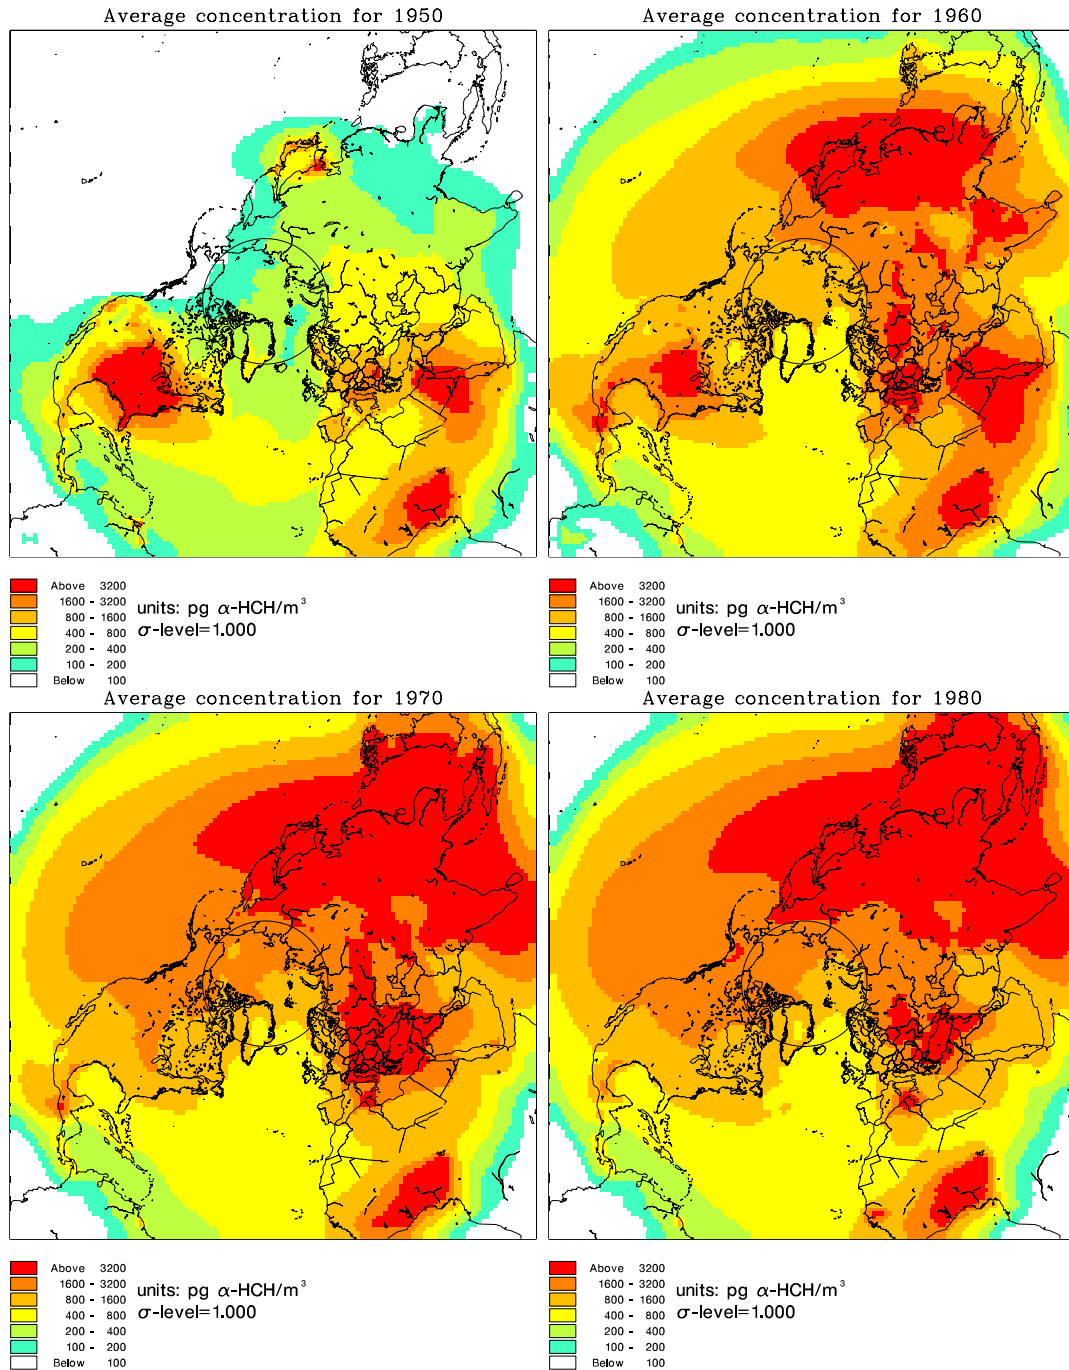 Average concentration for 1950
Average concentration for 1960
Above 3200
1600 - 3200
800 - 1600
400 - 800
200 - 400
100 - 200
Below 100
units: pg α-HCH/m³
σ-level=1.000
Above 3200
1600 - 3200
800 - 1600
400 - 800
200 - 400
100 - 200
Below 100
units: pg α-HCH/m³
σ-level=1.000
Average concentration for 1970
Average concentration for 1980
Above 3200
1600 - 3200
800 - 1600
400 - 800
200 - 400
100 - 200
Below 100
units: pg α-HCH/m³
σ-level=1.000
Above 3200
1600 - 3200
800 - 1600
400 - 800
200 - 400
100 - 200
Below 100
units: pg α-HCH/m³
σ-level=1.000